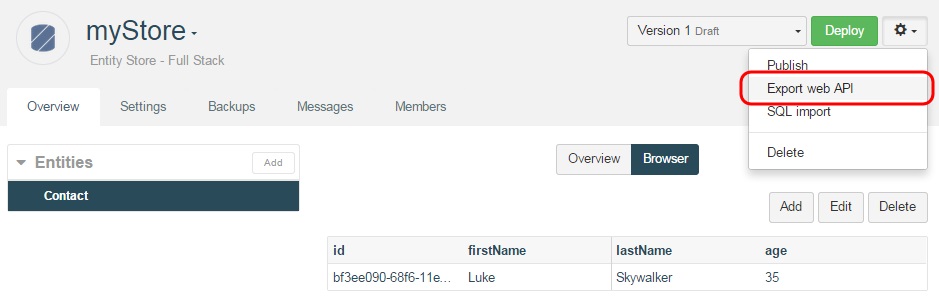 myStore
Version 1 Draft
Deploy
Entity Store - Full Stack
Publish
Export web API
SQL import
Delete
Overview Settings Backups Messages Members
Entities Add
Contact
Overview Browser
Add Edit Delete
id firstName lastName age
bf3ee090-68f6-11e... Luke Skywalker 35